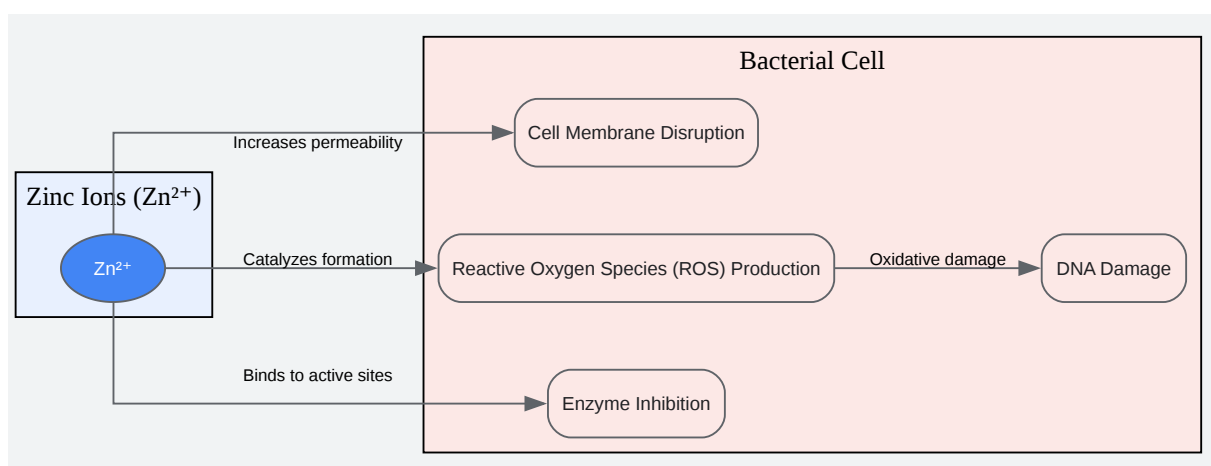 Bacterial Cell
Cell Membrane Disruption
Increases permeability
Zinc Ions (Zn²⁺)
Zn²⁺
Catalyzes formation
Reactive Oxygen Species (ROS) Production
Oxidative damage
DNA Damage
Binds to active sites
Enzyme Inhibition